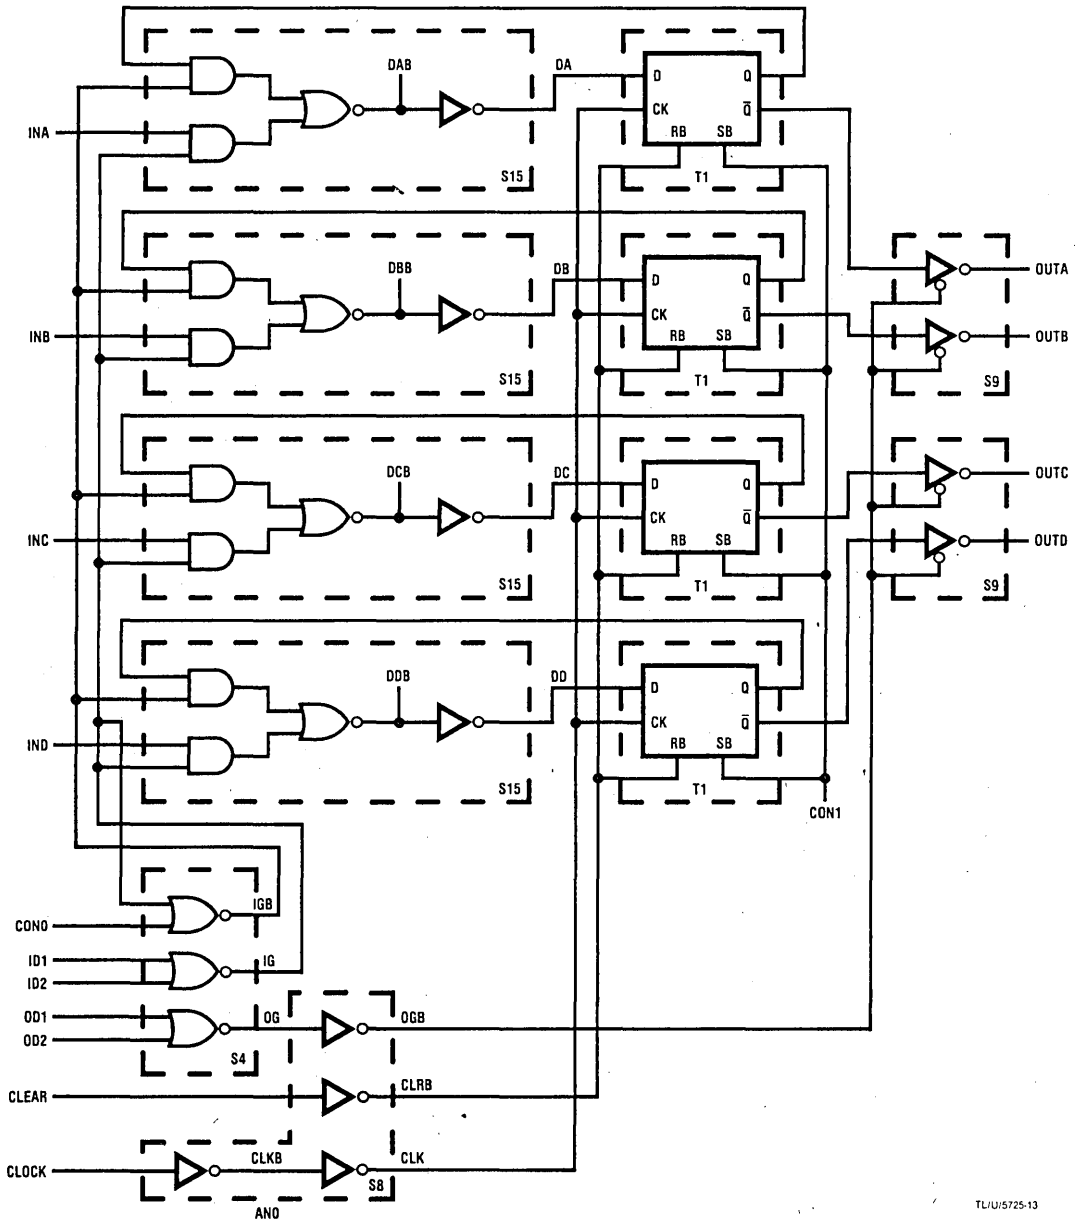 DAB DA D Q
CK Q̅
INA RB SB
S15 T1
DBB DB D Q
OUTA
CK Q̅
INB RB SB OUTB
S15 T1 S9
DCB DC D Q OUTC
CK Q̅
INC RB SB OUTD
S15 T1 S9
DDB DD D Q
CK Q̅
IND RB SB
S15 T1
CON1
IGB
CON0
ID1 IG
ID2
OD1 OG OGB
OD2
S4
CLEAR CLRB
CLOCK CLKB CLK
S8
AN0
TL/U/5725-13